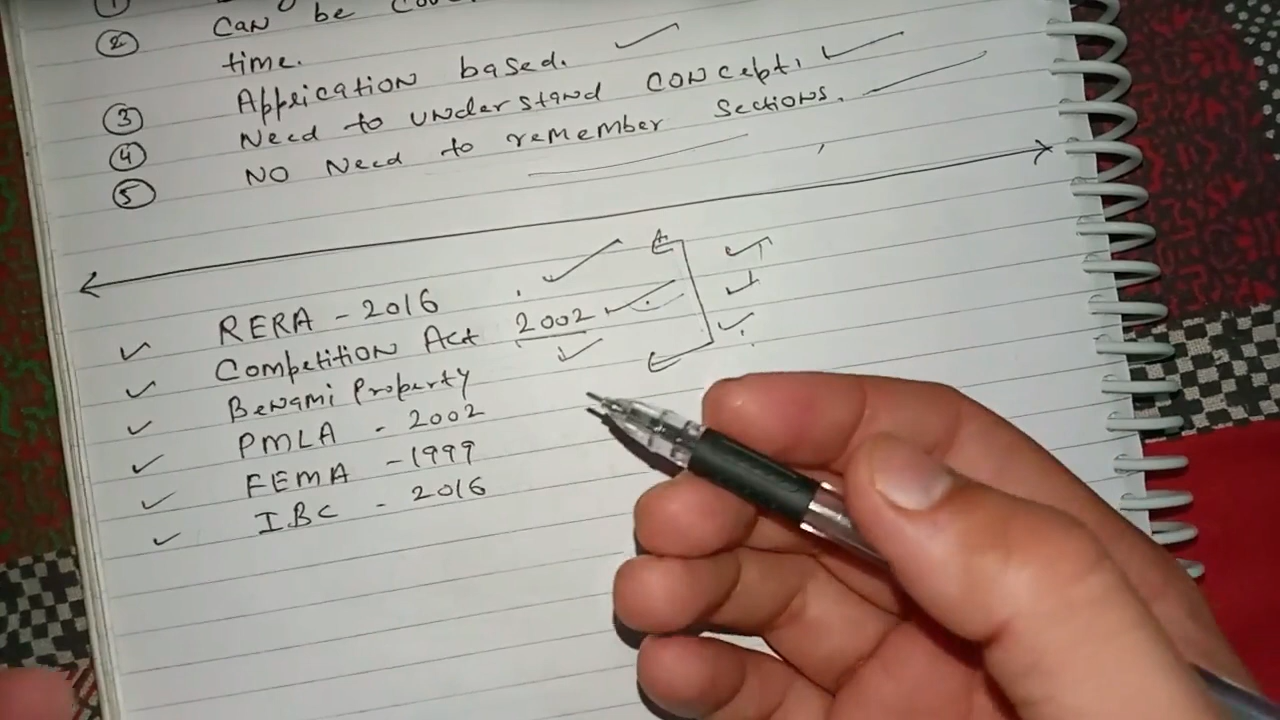 ①
② Can be
time.
③ Application based.
④ Need to understand concept.
⑤ NO Need to remember sections.
RERA - 2016
Competition Act 2002
Benami Property
PMLA - 2002
FEMA - 1999
IBC - 2016